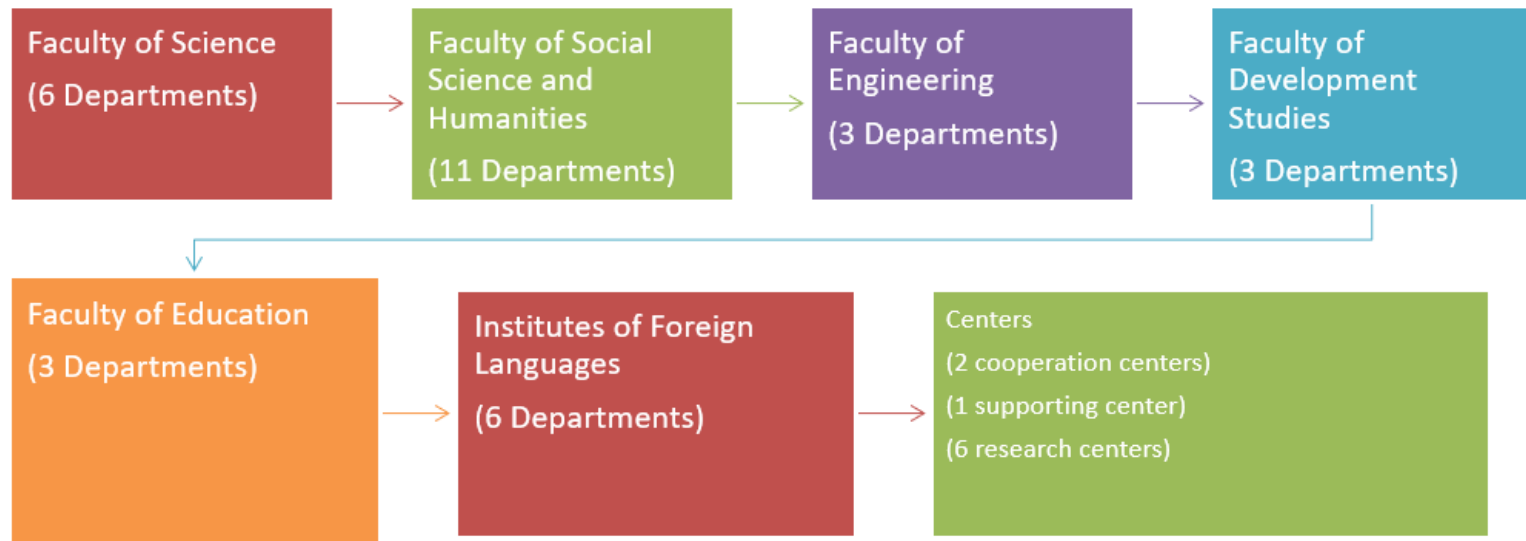 Faculty of Science
(6 Departments)
Faculty of Social
Science and
Humanities
(11 Departments)
Faculty of
Engineering
(3 Departments)
Faculty of
Development
Studies
(3 Departments)
Faculty of Education
(3 Departments)
Institutes of Foreign
Languages
(6 Departments)
Centers
(2 cooperation centers)
(1 supporting center)
(6 research centers)